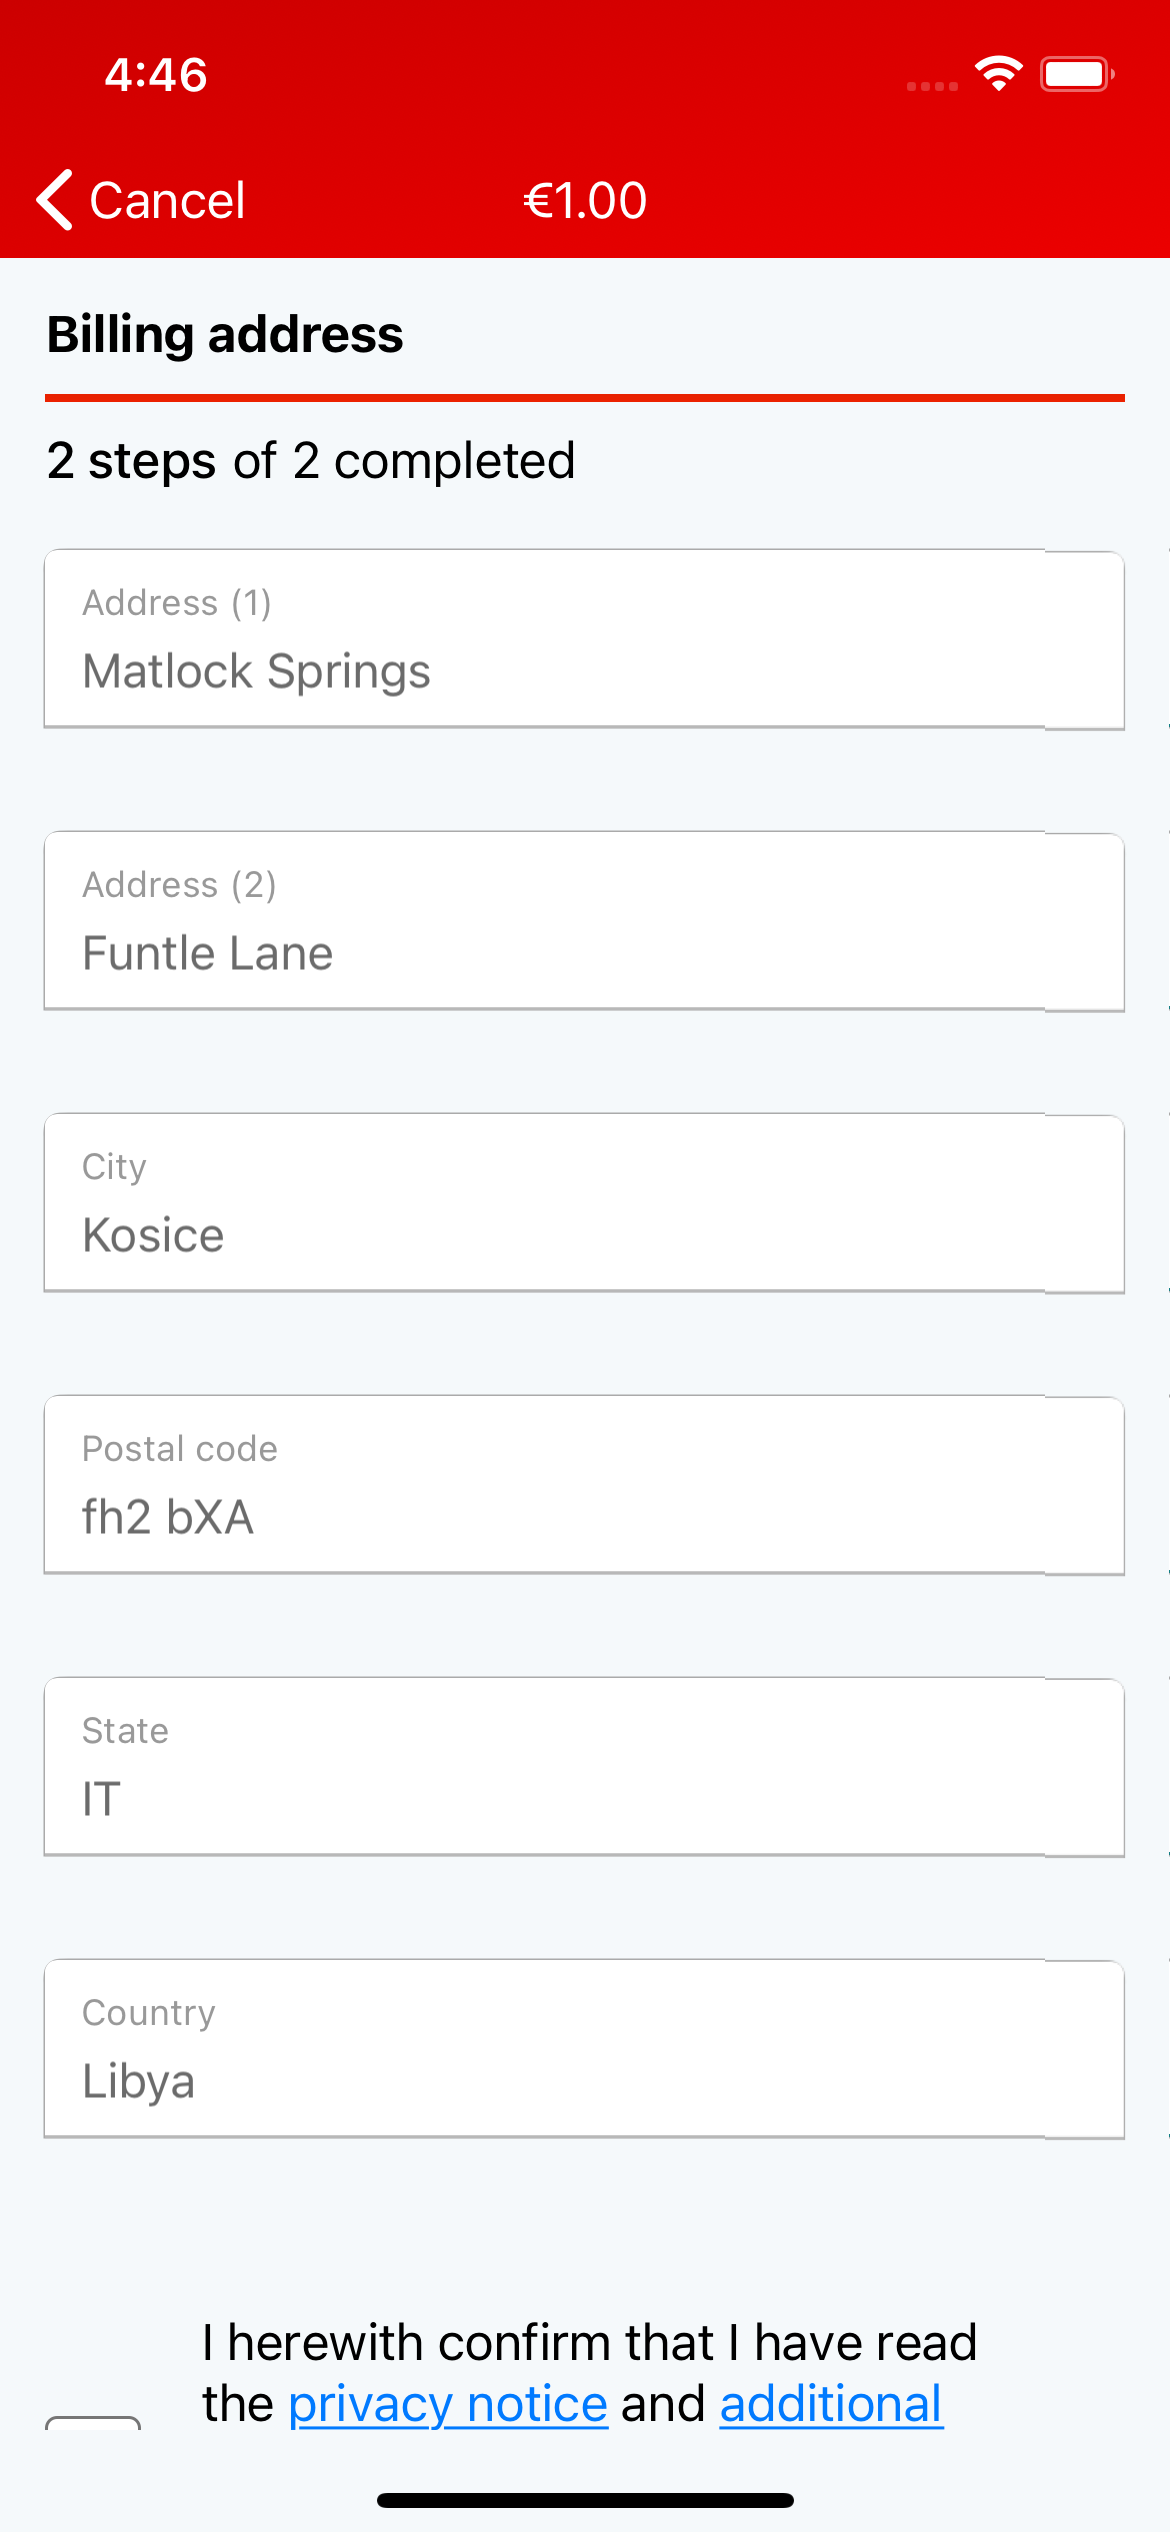 4:46
Cancel
€1.00
Billing address
2 steps of 2 completed
Address (1)
Matlock Springs
Address (2)
Funtle Lane
City
Kosice
Postal code
fh2 bXA
State
IT
Country
Libya
I herewith confirm that I have read
the privacy notice and additional